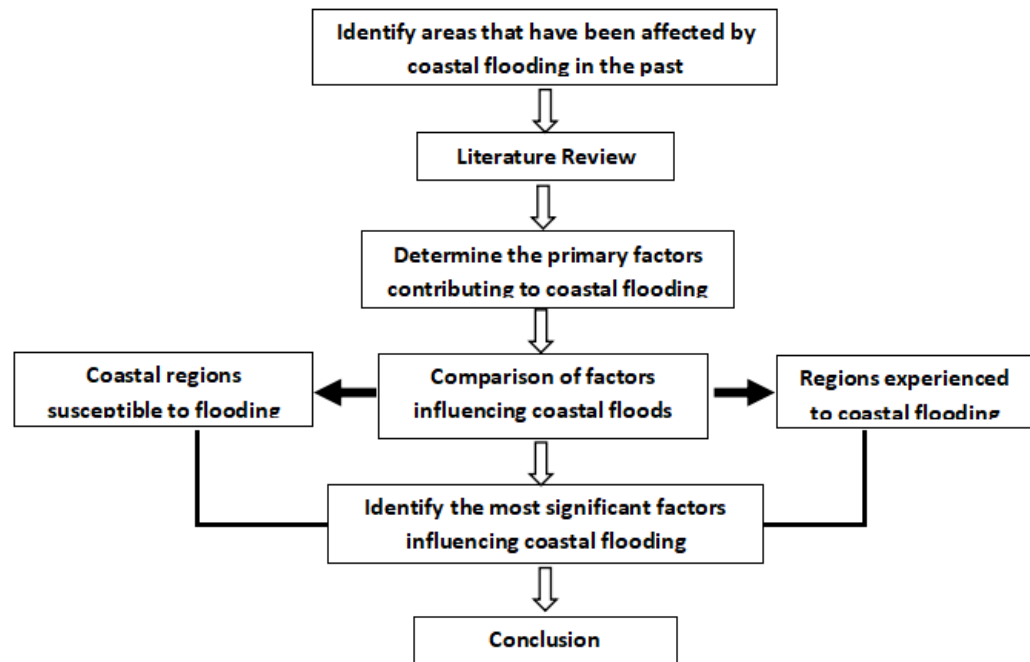 Identify areas that have been affected by
coastal flooding in the past
Literature Review
Determine the primary factors
contributing to coastal flooding
Coastal regions
susceptible to flooding
Comparison of factors
influencing coastal floods
Regions experienced
to coastal flooding
Identify the most significant factors
influencing coastal flooding
Conclusion